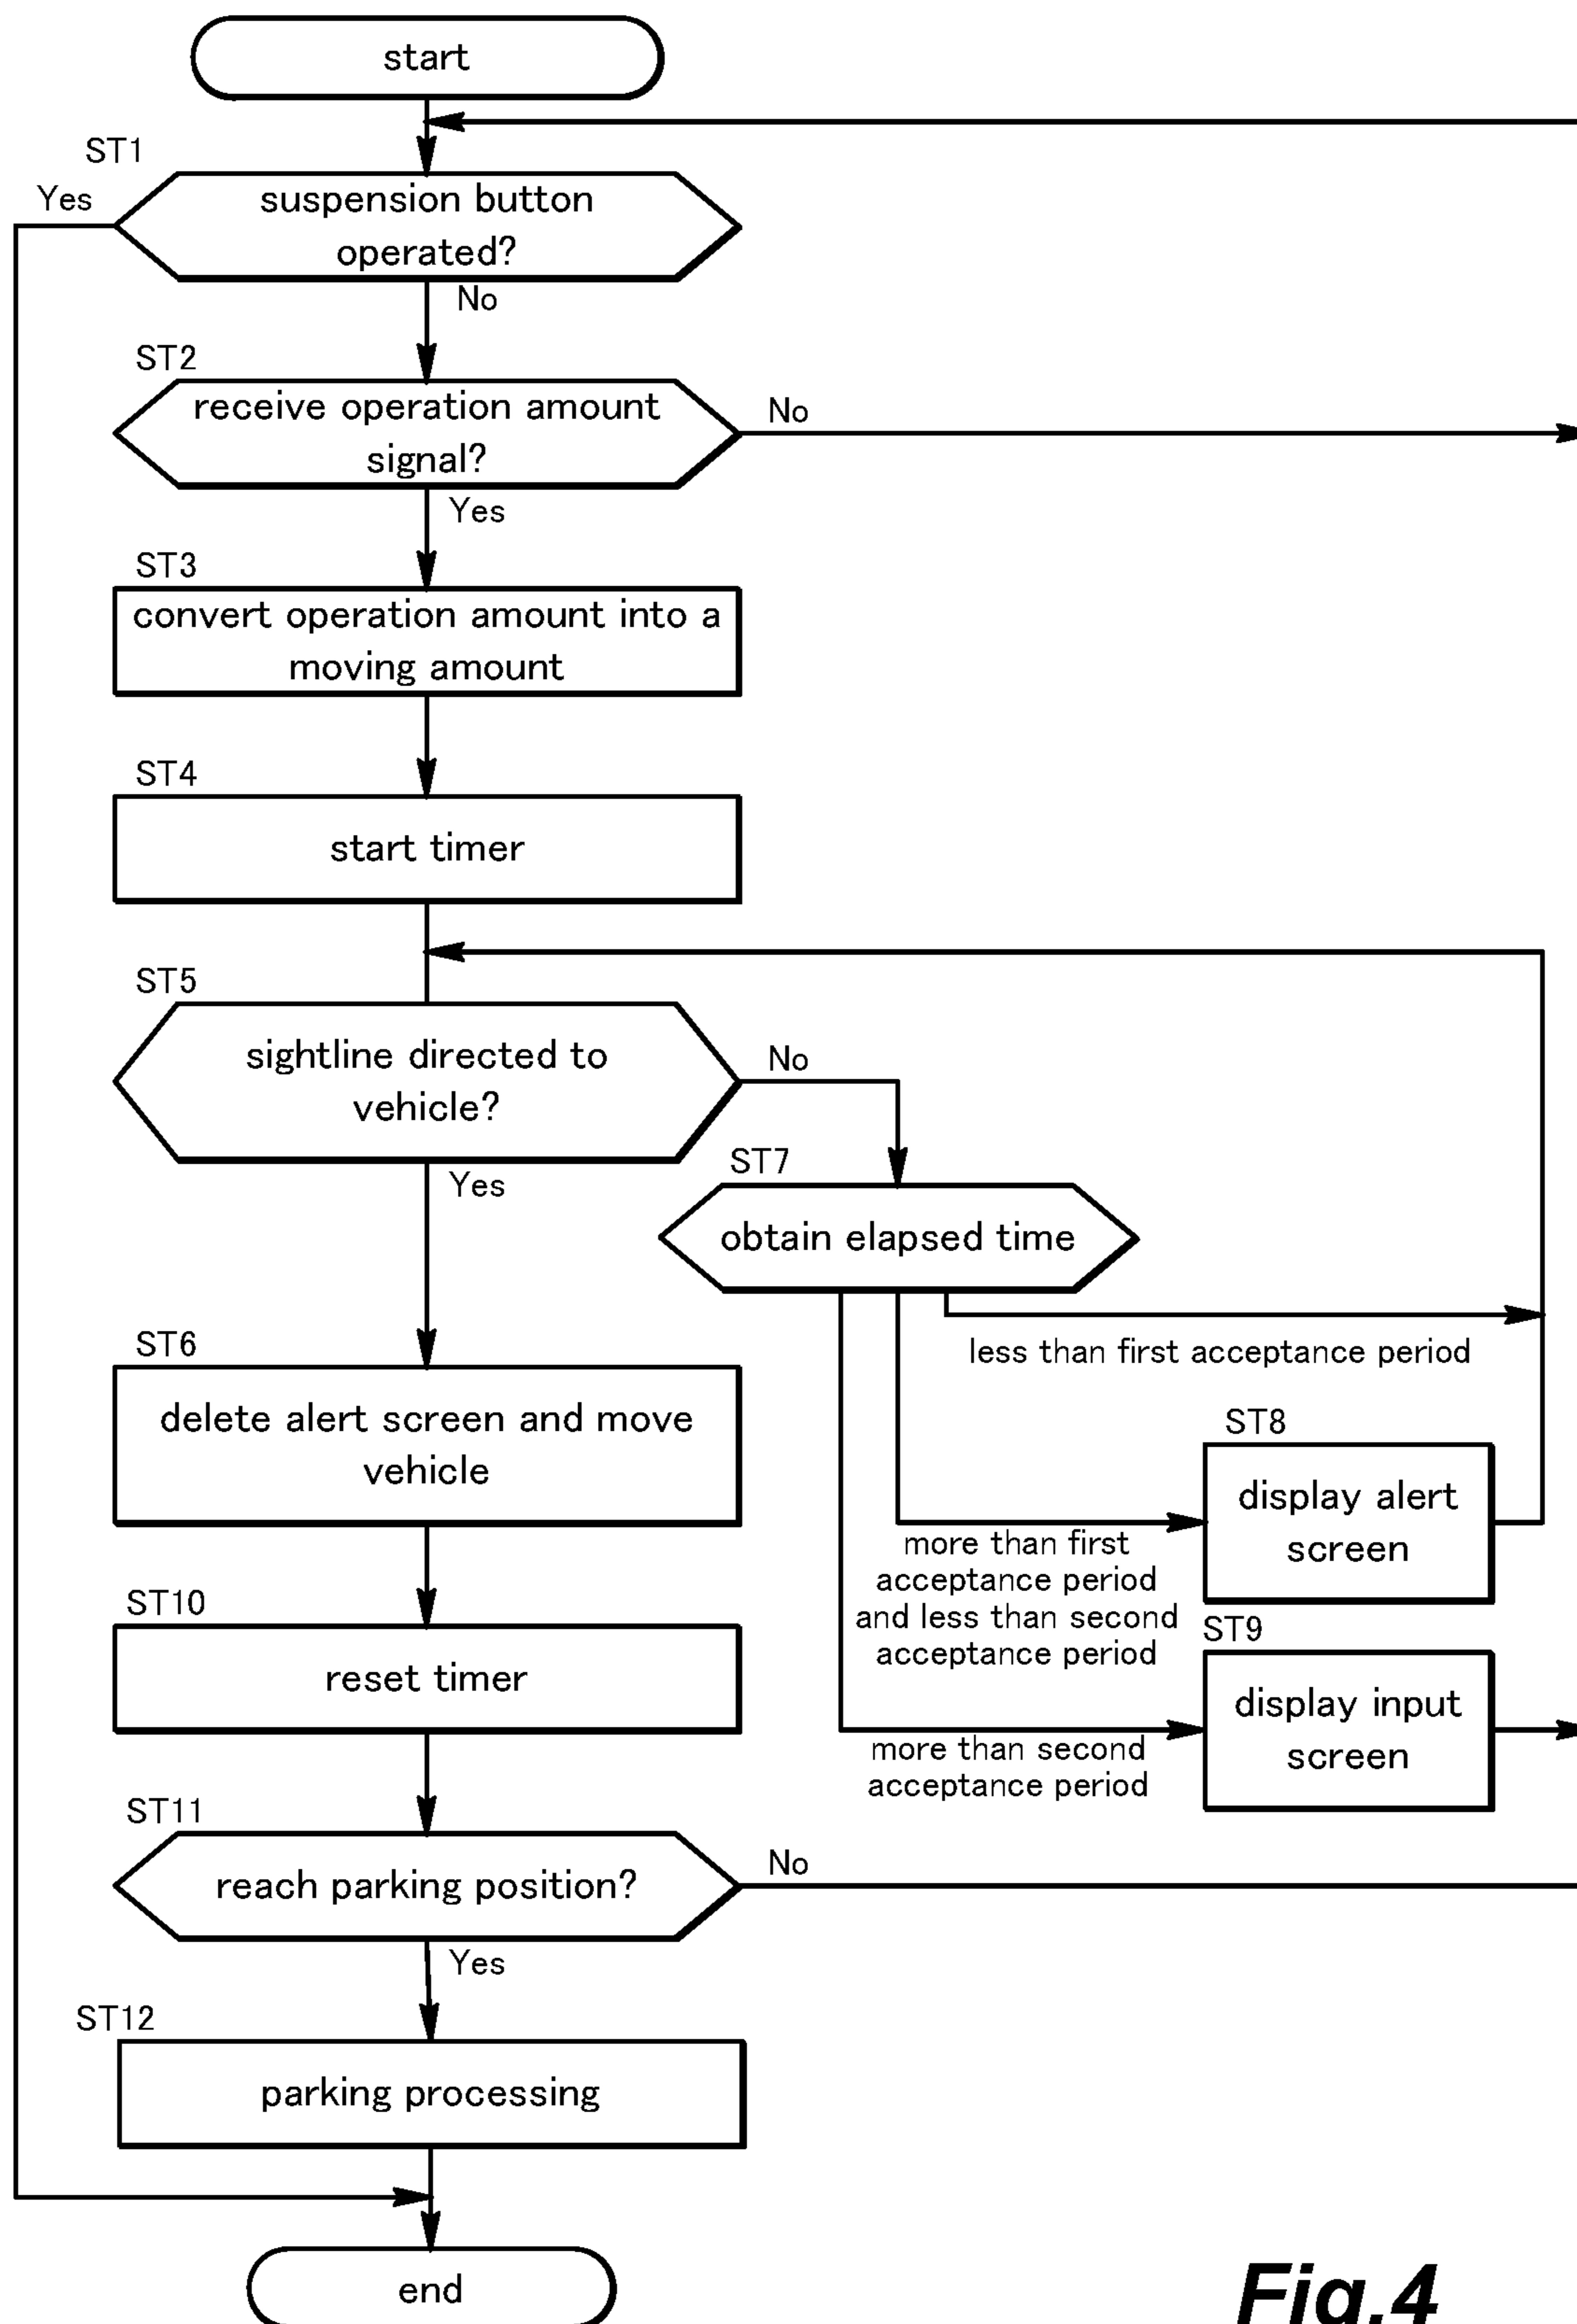 start
ST1
Yes
suspension button
operated?
No
ST2
receive operation amount
signal?
No
Yes
ST3
convert operation amount into a
moving amount
ST4
start timer
ST5
sightline directed to
vehicle?
No
Yes
ST7
obtain elapsed time
less than first acceptance period
ST6
delete alert screen and move
vehicle
ST8
display alert
screen
more than first
acceptance period
and less than second
acceptance period
ST10
reset timer
ST9
display input
screen
more than second
acceptance period
ST11
reach parking position?
No
Yes
ST12
parking processing
end
Fig.4